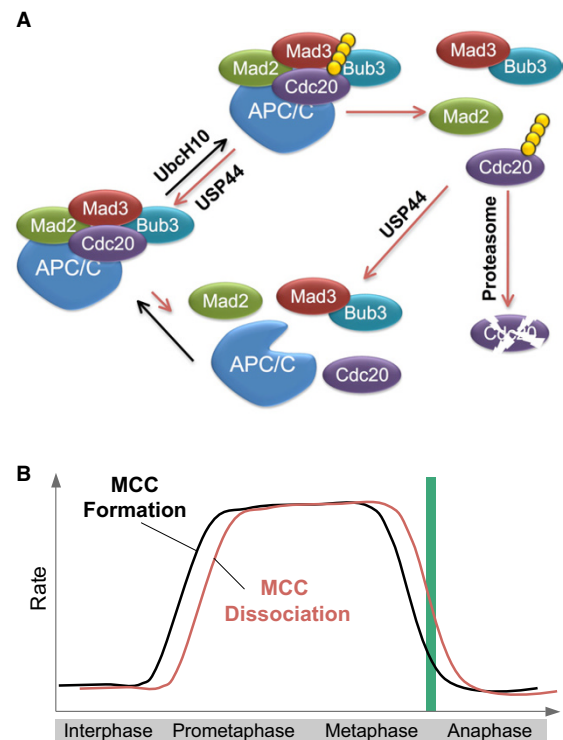 A
Mad3
Mad2
Bub3
Cdc20
APC/C
Mad3
Bub3
Mad2
Cdc20
UbcH10
USP44
Mad3
Mad2
Bub3
Cdc20
APC/C
USP44
Proteasome
Mad2
Mad3
Bub3
APC/C
Cdc20
Cdc20
B
MCC
Formation
MCC
Dissociation
Rate
Interphase Prometaphase Metaphase Anaphase